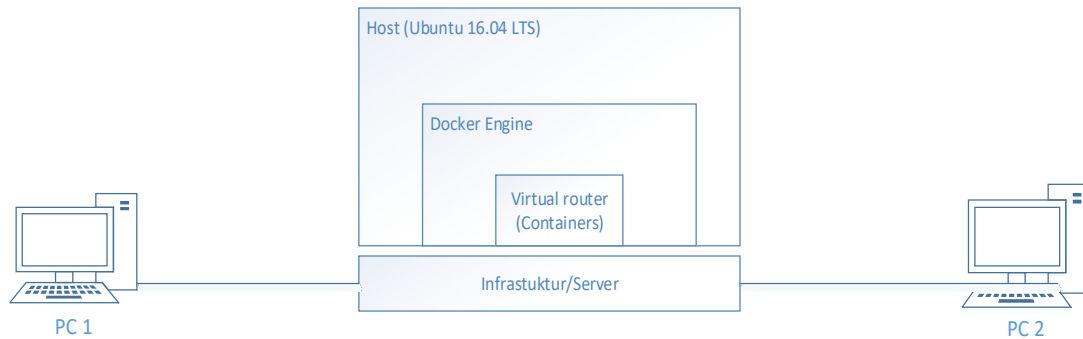 Host (Ubuntu 16.04 LTS)
Docker Engine
Virtual router
(Containers)
Infrastuktur/Server
PC 1
PC 2